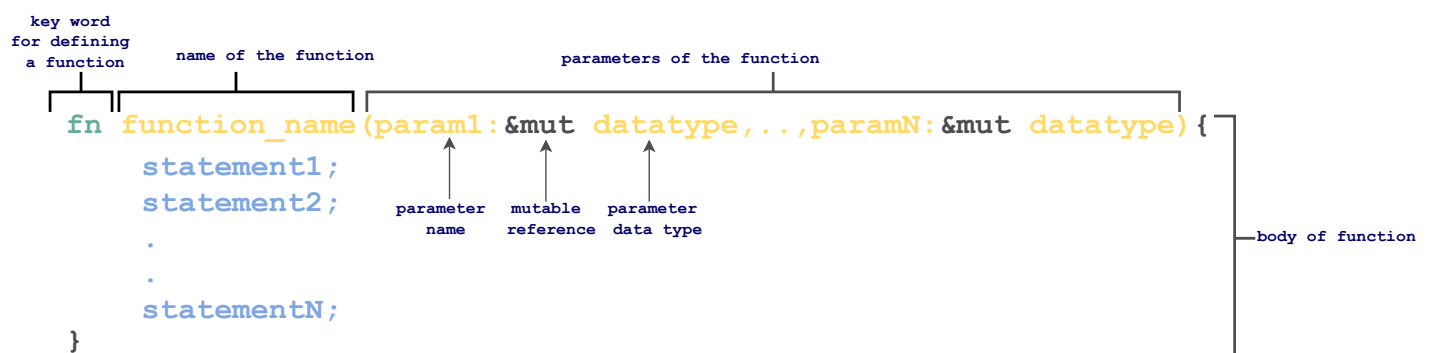 key word
for defining
a function
name of the function
parameters of the function
fn function_name(param1:&mut datatype,..,paramN:&mut datatype){
statement1;
statement2;
.
.
statementN;
}
parameter
name
mutable
reference
parameter
data type
body of function